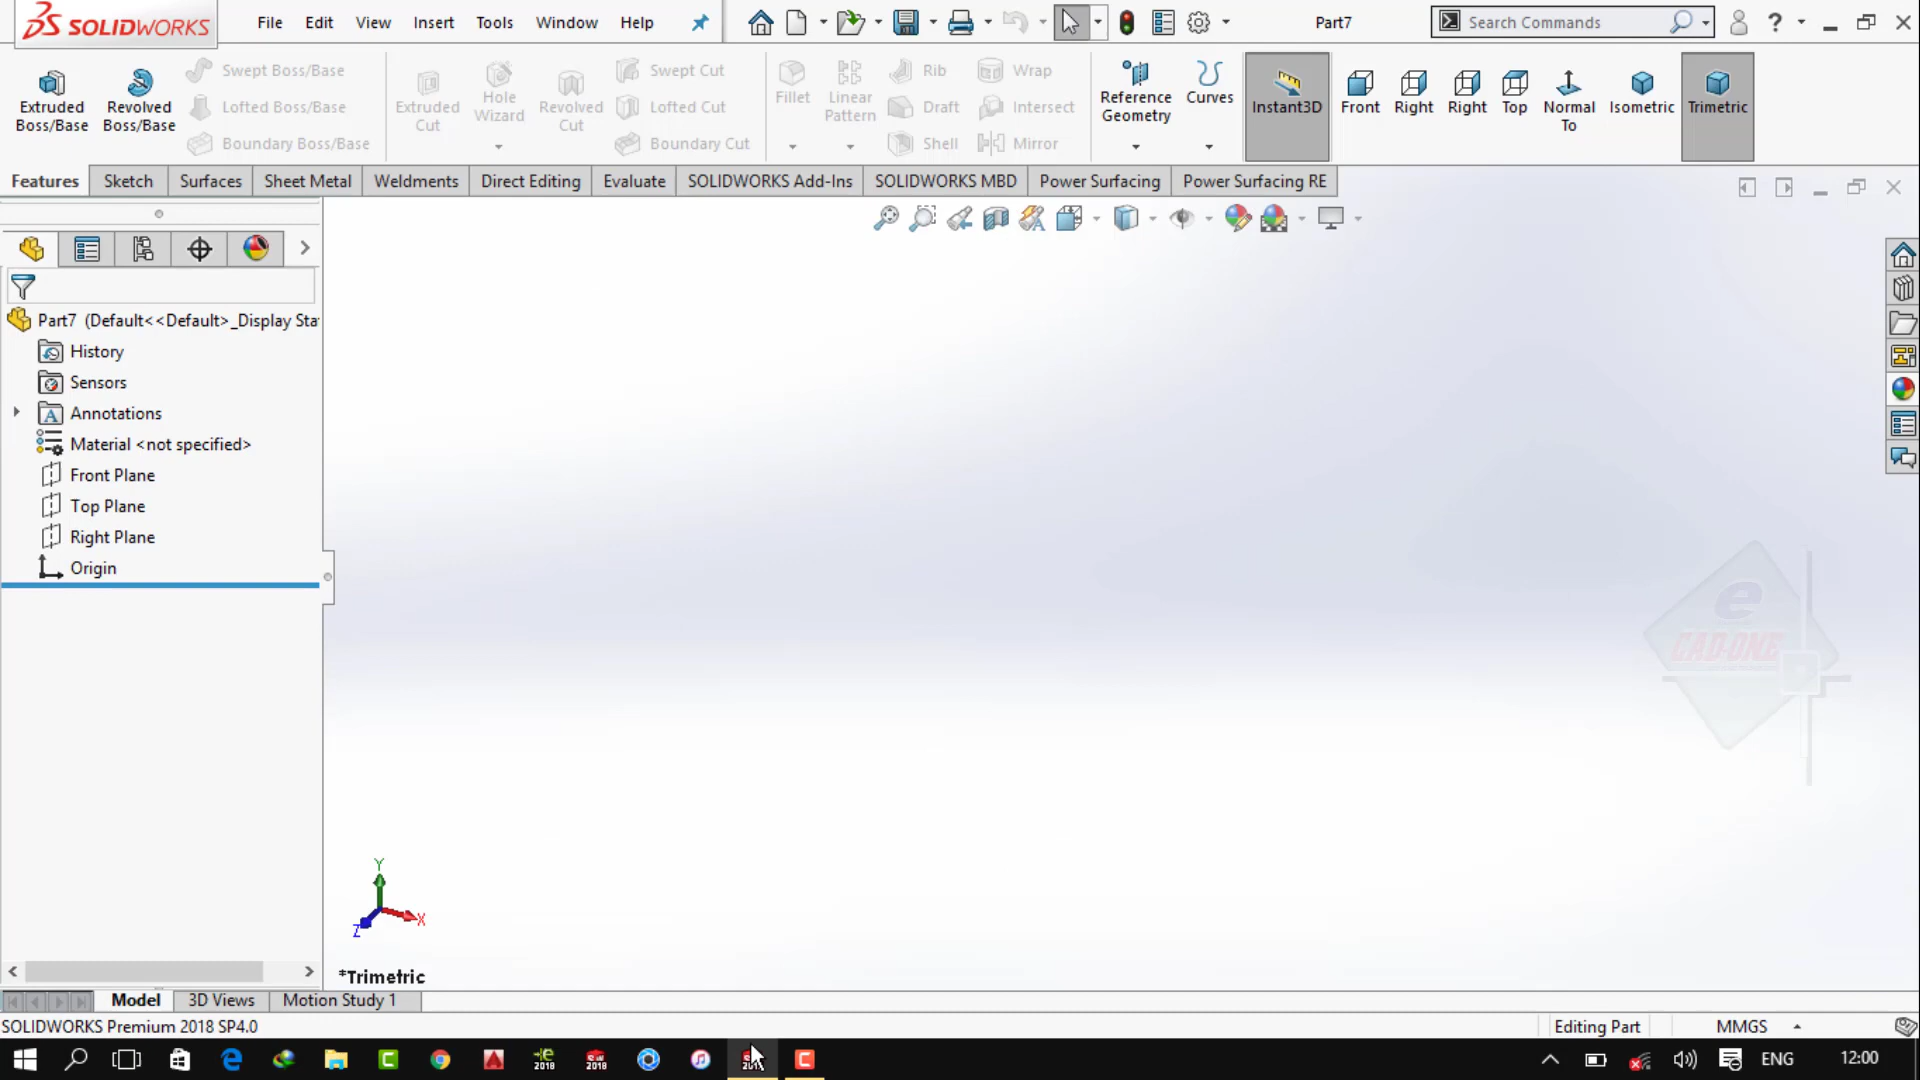 SOLIDWORKS File Edit View Insert Tools Window Help Part7 Search Commands ?
Extruded Boss/Base
Revolved Boss/Base
Swept Boss/Base
Lofted Boss/Base
Boundary Boss/Base
Extruded Cut
Hole Wizard
Revolved Cut
Swept Cut
Lofted Cut
Boundary Cut
Fillet
Linear Pattern
Rib
Draft
Shell
Wrap
Intersect
Mirror
Reference Geometry
Curves
Instant3D
Front
Right
Right
Top
Normal To
Isometric
Trimetric
Features Sketch Surfaces Sheet Metal Weldments Direct Editing Evaluate SOLIDWORKS Add-Ins SOLIDWORKS MBD Power Surfacing Power Surfacing RE
Part7 (Default<<Default>_Display Sta
History
Sensors
Annotations
Material <not specified>
Front Plane
Top Plane
Right Plane
Origin
e
CAD-ONE
Y
X
Z
*Trimetric
Model 3D Views Motion Study 1
SOLIDWORKS Premium 2018 SP4.0 Editing Part MMGS
ENG 12:00